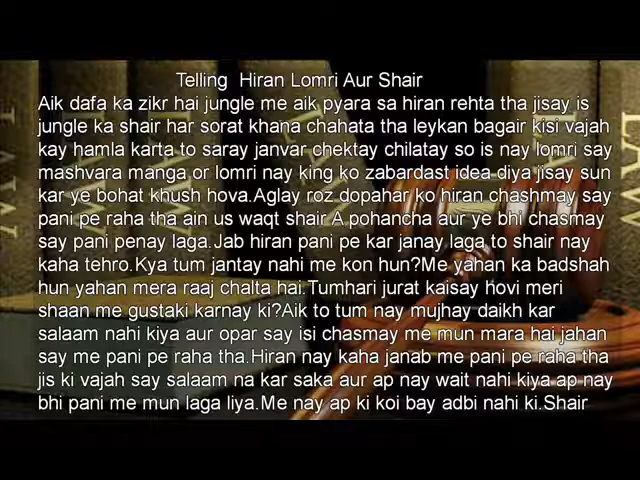 Telling Hiran Lomri Aur Shair
Aik dafa ka zikr hai jungle me aik pyara sa hiran rehta tha jisay is
jungle ka shair har sorat khana chahata tha leykan bagair kisi vajah
kay hamla karta to saray janvar chektay chilatay so is nay lomri say
mashvara manga or lomri nay king ko zabardast idea diya jisay sun
kar ye bohat khush hova.Aglay roz dopahar ko hiran chashmay say
pani pe raha tha ain us waqt shair A pohancha aur ye bhi chasmay
say pani penay laga.Jab hiran pani pe kar janay laga to shair nay
kaha tehro.Kya tum jantay nahi me kon hun?Me yahan ka badshah
hun yahan mera raaj chalta hai.Tumhari jurat kaisay hovi meri
shaan me gustaki karnay ki?Aik to tum nay mujhay daikh kar
salaam nahi kiya aur opar say isi chasmay me mun mara hai jahan
say me pani pe raha tha.Hiran nay kaha janab me pani pe raha tha
jis ki vajah say salaam na kar saka aur ap nay wait nahi kiya ap nay
bhi pani me mun laga liya.Me nay ap ki koi bay adbi nahi ki.Shair
LAW